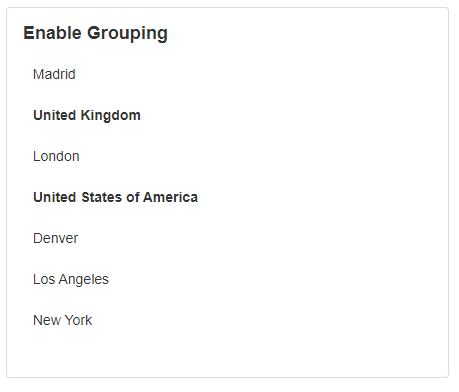 Enable Grouping
Madrid
United Kingdom
London
United States of America
Denver
Los Angeles
New York